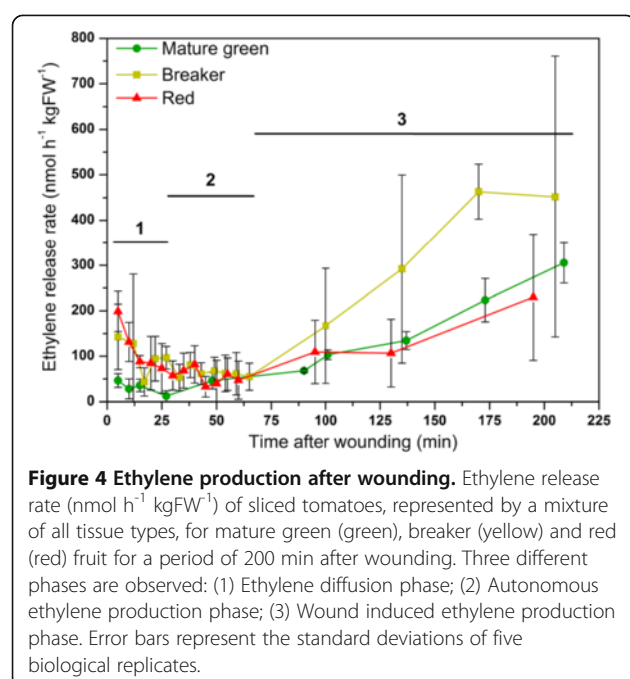 800
700
600
500
400
300
200
100
0
Ethylene release rate (nmol h⁻¹ kgFW⁻¹)
Mature green
Breaker
Red
1
2
3
0 25 50 75 100 125 150 175 200 225
Time after wounding (min)
Figure 4 Ethylene production after wounding. Ethylene release
rate (nmol h⁻¹ kgFW⁻¹) of sliced tomatoes, represented by a mixture
of all tissue types, for mature green (green), breaker (yellow) and red
(red) fruit for a period of 200 min after wounding. Three different
phases are observed: (1) Ethylene diffusion phase; (2) Autonomous
ethylene production phase; (3) Wound induced ethylene production
phase. Error bars represent the standard deviations of five
biological replicates.